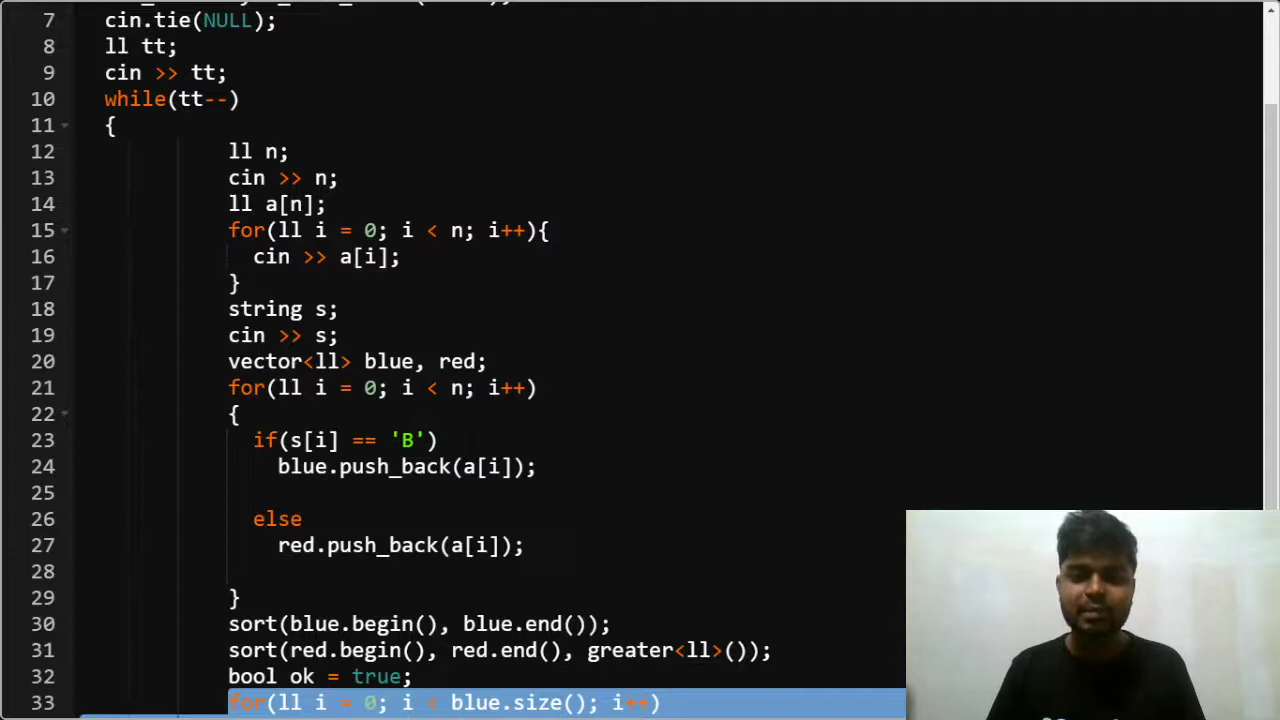 7 cin.tie(NULL);
8 ll tt;
9 cin >> tt;
10 while(tt--)
11 {
12 ll n;
13 cin >> n;
14 ll a[n];
15 for(ll i = 0; i < n; i++){
16 cin >> a[i];
17 }
18 string s;
19 cin >> s;
20 vector<ll> blue, red;
21 for(ll i = 0; i < n; i++)
22 {
23 if(s[i] == 'B')
24 blue.push_back(a[i]);
25
26 else
27 red.push_back(a[i]);
28
29 }
30 sort(blue.begin(), blue.end());
31 sort(red.begin(), red.end(), greater<ll>());
32 bool ok = true;
33 for(ll i = 0; i < blue.size(); i++)